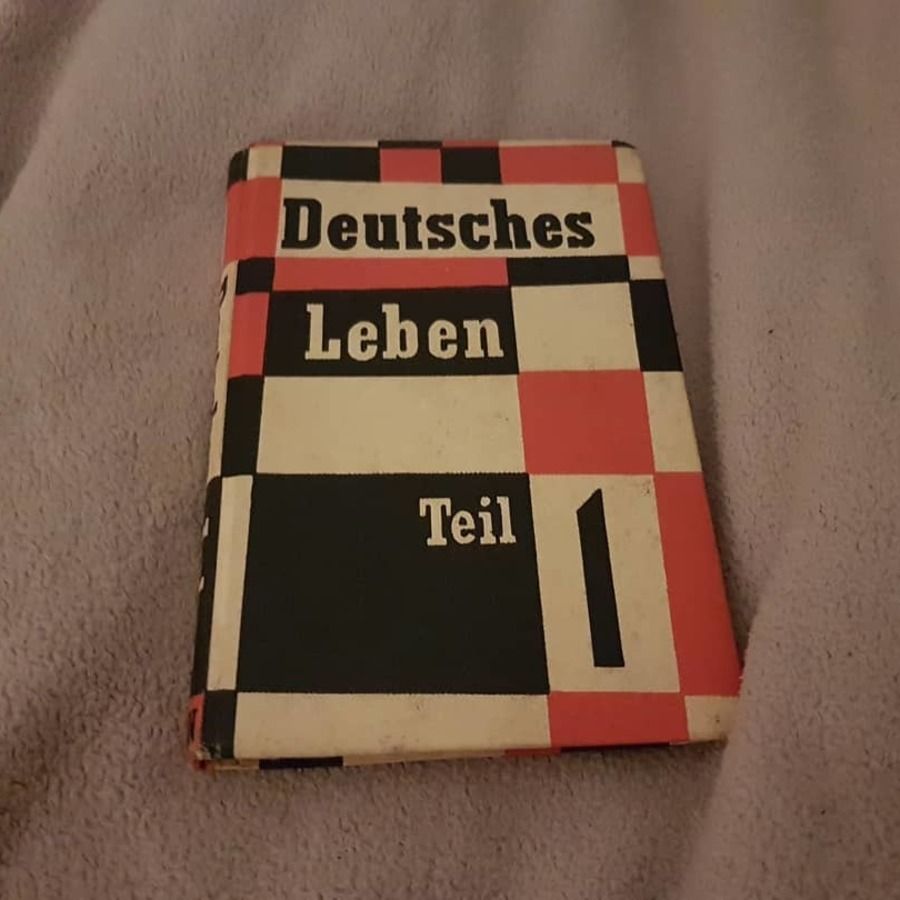 Deutsches
Leben
Teil 1